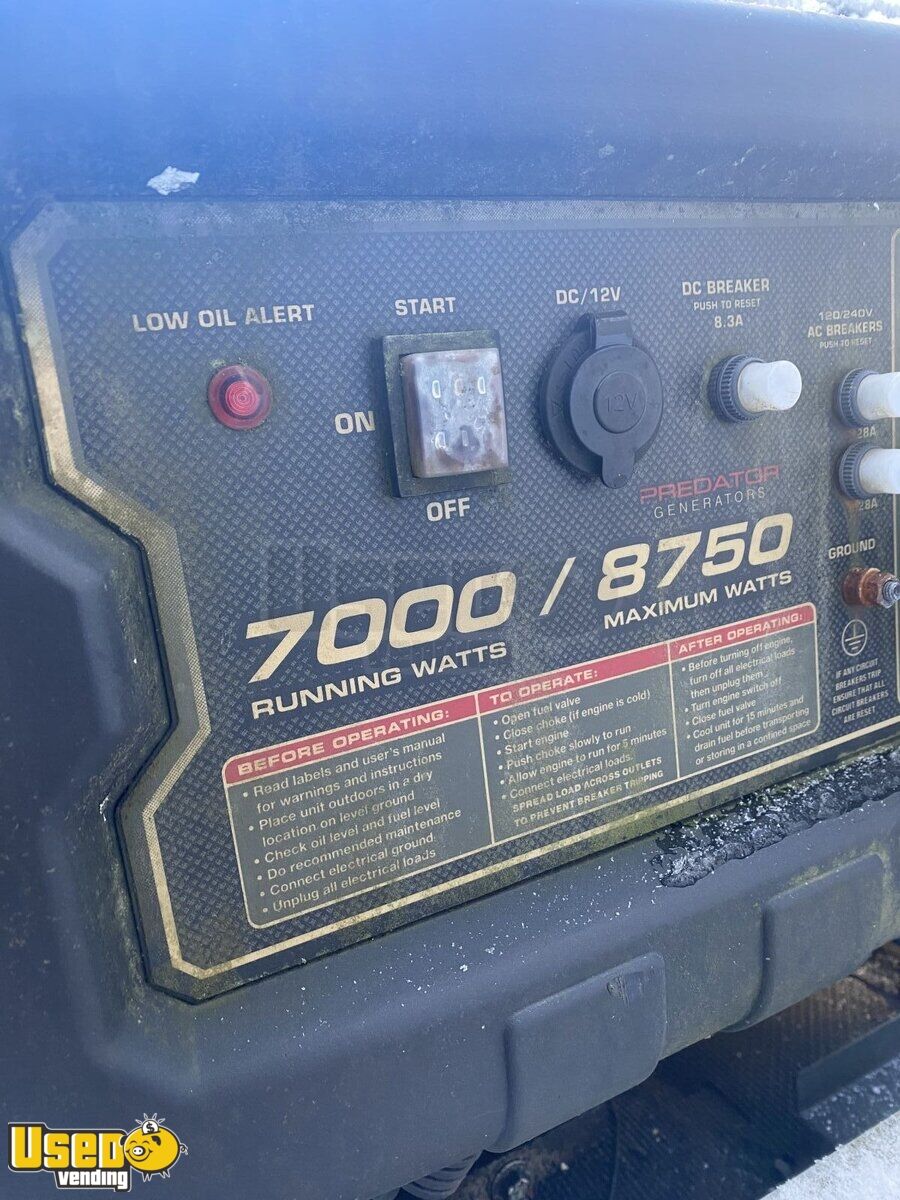 LOW OIL ALERT
START
ON
OFF
DC/12V
12V
DC BREAKER
PUSH TO RESET
8.3A
120/240V
AC BREAKERS
PUSH TO RESET
28A
28A
PREDATOR
GENERATORS
GROUND
7000 / 8750
RUNNING WATTS
MAXIMUM WATTS
IF ANY CIRCUIT
BREAKERS TRIP
ENSURE THAT ALL
CIRCUIT BREAKERS
ARE RESET
BEFORE OPERATING:
• Read labels and user's manual
for warnings and instructions
• Place unit outdoors in a dry
location on level ground
• Check oil level and fuel level
• Do recommended maintenance
• Connect electrical ground
• Unplug all electrical loads
TO OPERATE:
• Open fuel valve
• Close choke (if engine is cold)
• Start engine
• Push choke slowly to run
• Allow engine to run for 5 minutes
• Connect electrical loads.
SPREAD LOAD ACROSS OUTLETS
TO PREVENT BREAKER TRIPPING
AFTER OPERATING:
• Before turning off engine,
turn off all electrical loads
then unplug them
• Turn engine switch off
• Close fuel valve
• Cool unit for 15 minutes and
drain fuel before transporting
or storing in a confined space
Used
vending